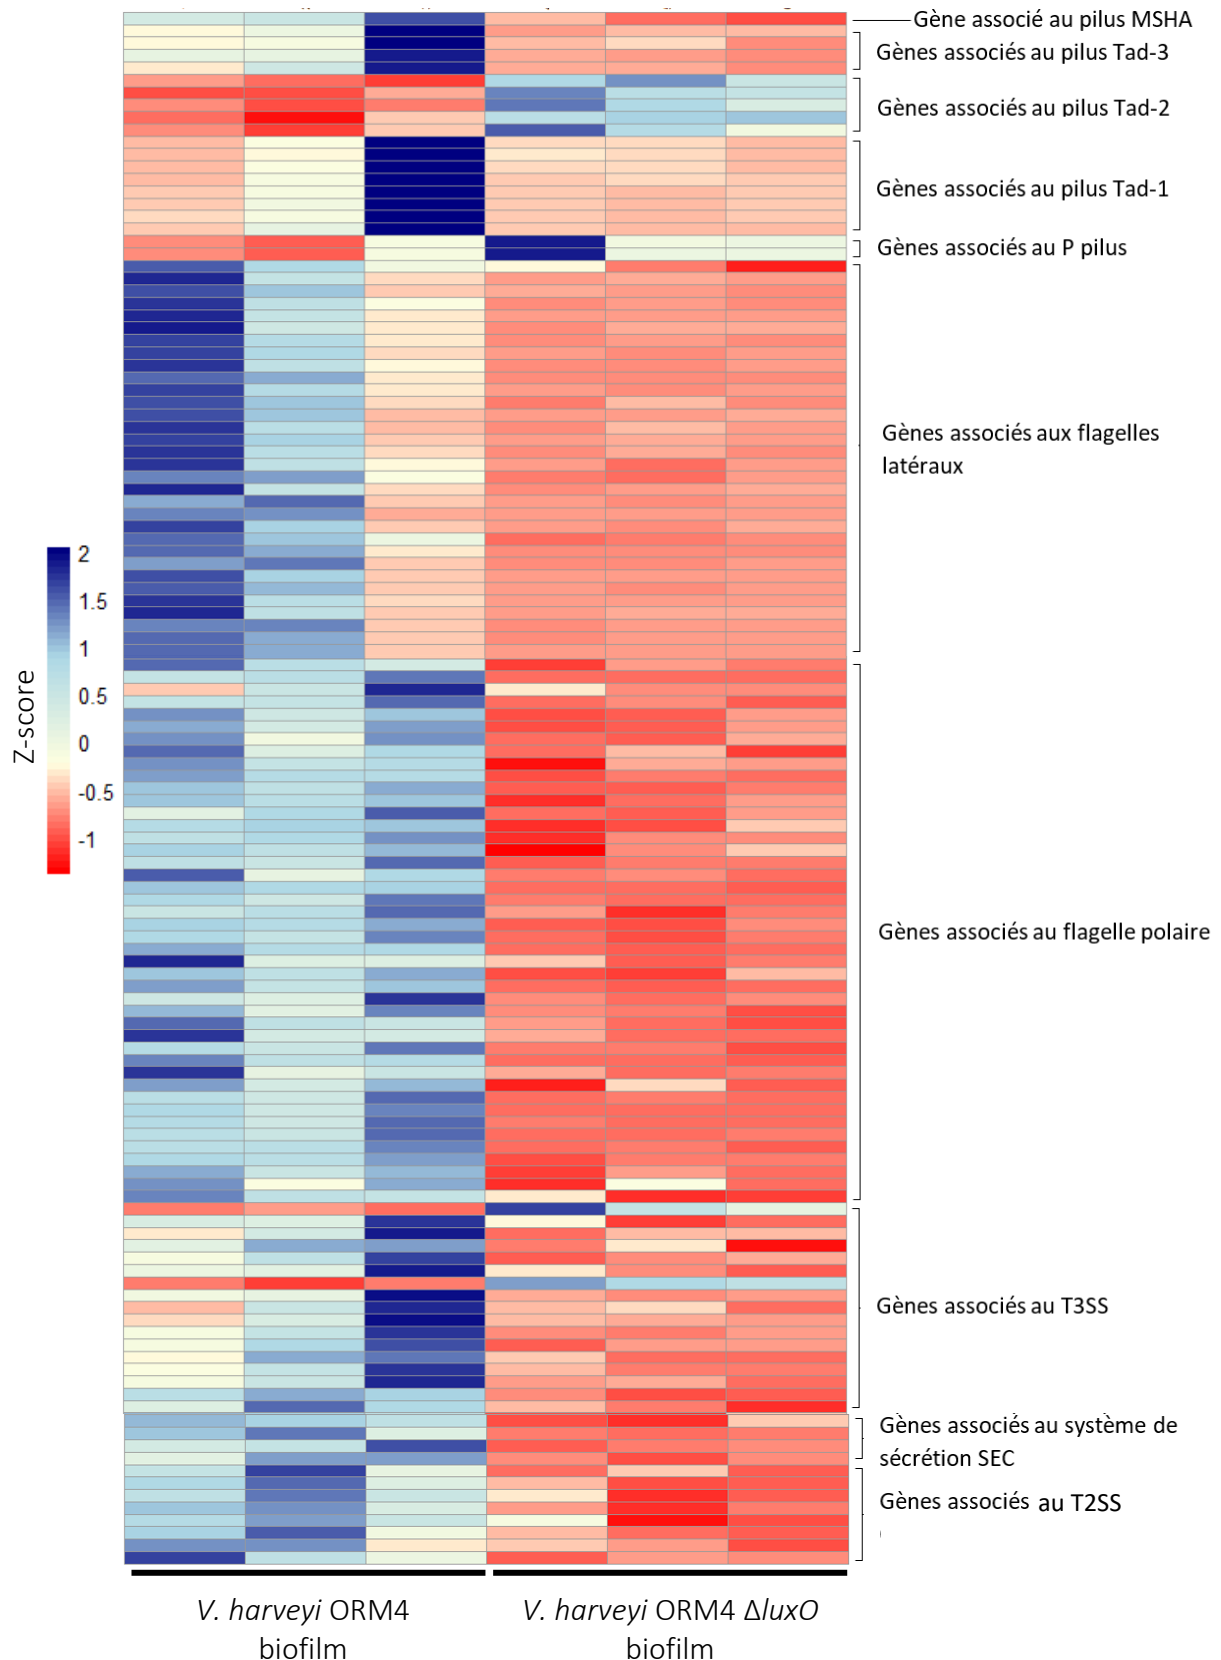 Gène associé au pilus MSHA
Gènes associés au pilus Tad-3
Gènes associés au pilus Tad-2
Gènes associés au pilus Tad-1
Gènes associés au P pilus
Gènes associés aux flagelles
latéraux
2
1.5
1
0.5
0
-0.5
-1
Z-score
Gènes associés au flagelle polaire
Gènes associés au T3SS
Gènes associés au système de
sécrétion SEC
Gènes associés au T2SS
V. harveyi ORM4
biofilm
V. harveyi ORM4 ΔluxO
biofilm